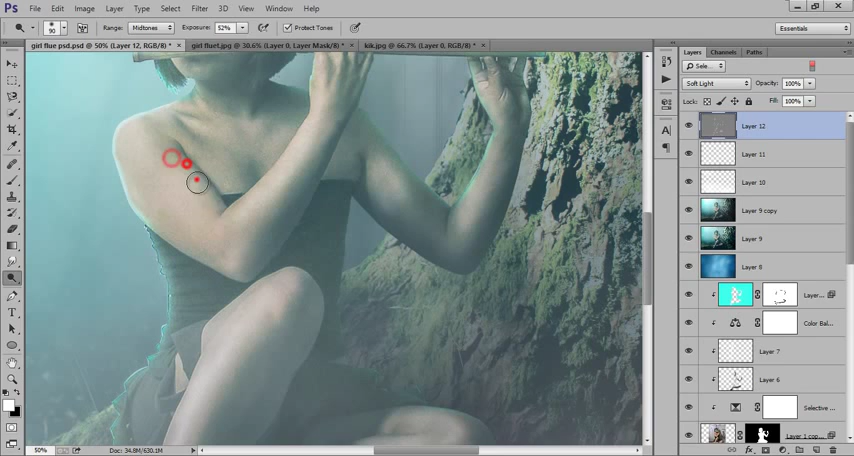 Ps File Edit Image Layer Type Select Filter 3D View Window Help
90 Range: Midtones Exposure: 52% Protect Tones Essentials
girl flue psd.psd @ 50% (Layer 12, RGB/8) * × girl fluet.jpg @ 30.6% (Layer 0, Layer Mask/8) * × kik.jpg @ 66.7% (Layer 0, RGB/8) * ×
Layers Channels Paths
Sele...
Soft Light Opacity: 100%
Lock: Fill: 100%
Layer 12
Layer 11
Layer 10
Layer 9 copy
Layer 9
Layer 8
Layer...
Color Bal...
Layer 7
Layer 6
Selective ...
Layer 1 cop...
50% Doc: 34.8M/630.1M
fx